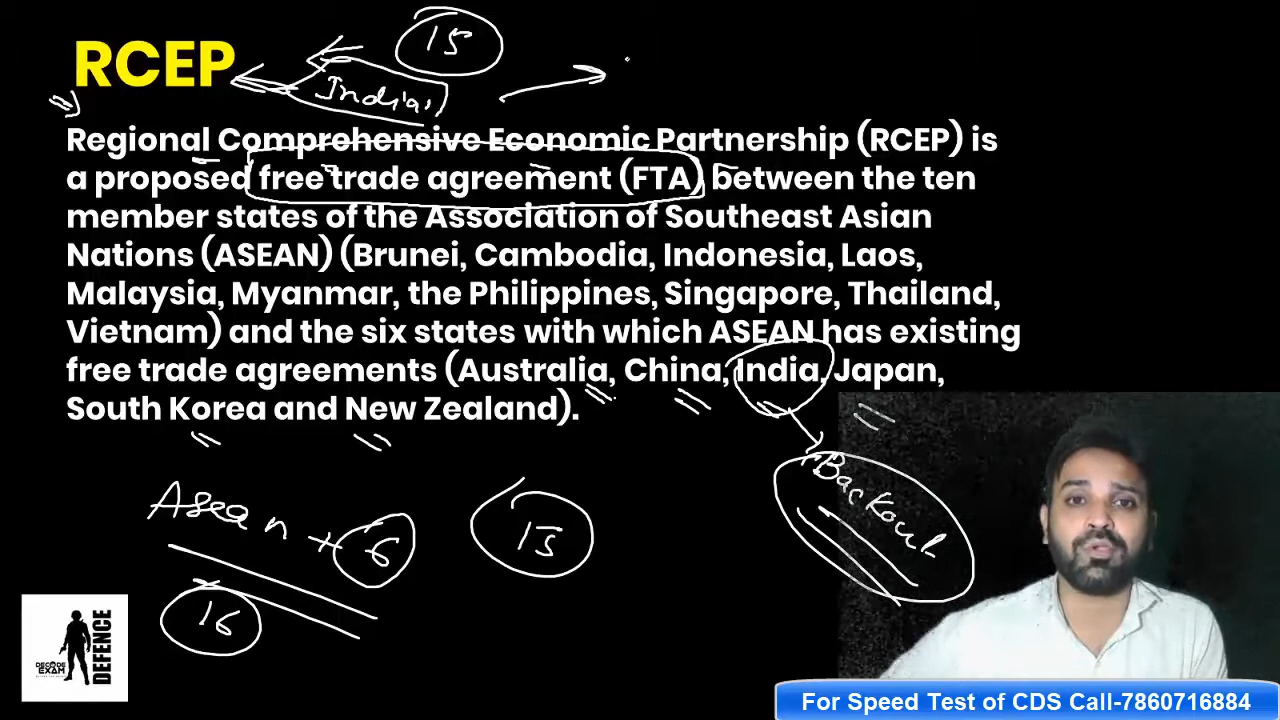 RCEP
15
India
Regional Comprehensive Economic Partnership (RCEP) is
a proposed free trade agreement (FTA) between the ten
member states of the Association of Southeast Asian
Nations (ASEAN) (Brunei, Cambodia, Indonesia, Laos,
Malaysia, Myanmar, the Philippines, Singapore, Thailand,
Vietnam) and the six states with which ASEAN has existing
free trade agreements (Australia, China, India, Japan,
South Korea and New Zealand).
Backout
Asean + 6
15
16
DECODE
EXAM
DEFENCE
For Speed Test of CDS Call-7860716884